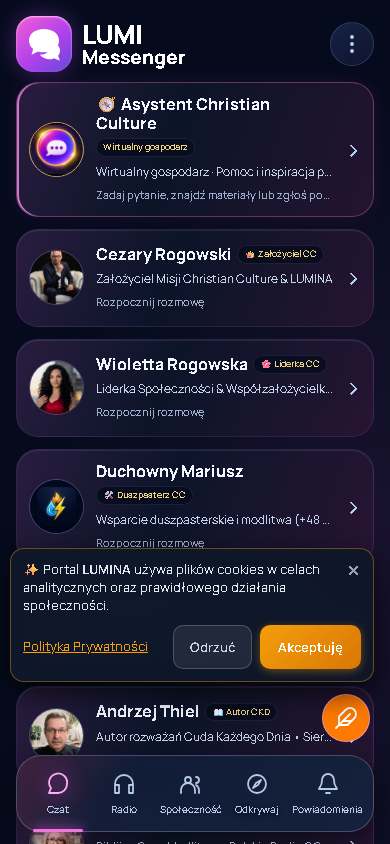 LUMI
Messenger
🧭 Asystent Christian
Culture
Wirtualny gospodarz
Wirtualny gospodarz · Pomoc i inspiracja p...
Zadaj pytanie, znajdź materiały lub zgłoś po...
Cezary Rogowski 👑 Założyciel CC
Założyciel Misji Christian Culture & LUMINA
Rozpocznij rozmowę
Wioletta Rogowska 🌸 Liderka CC
Liderka Społeczności & Współzałożycielk...
Rozpocznij rozmowę
Duchowny Mariusz
🛠 Duszpasterz CC
Wsparcie duszpasterskie i modlitwa (+48 ...
Rozpocznij rozmowę
✨ Portal LUMINA używa plików cookies w celach
analitycznych oraz prawidłowego działania
społeczności.
Polityka Prywatności
Odrzuć
Akceptuję
Andrzej Thiel 📖 Autor CKD
Autor rozważań Cuda Każdego Dnia • Sier...
Czat
Radio
Społeczność
Odkrywaj
Powiadomienia